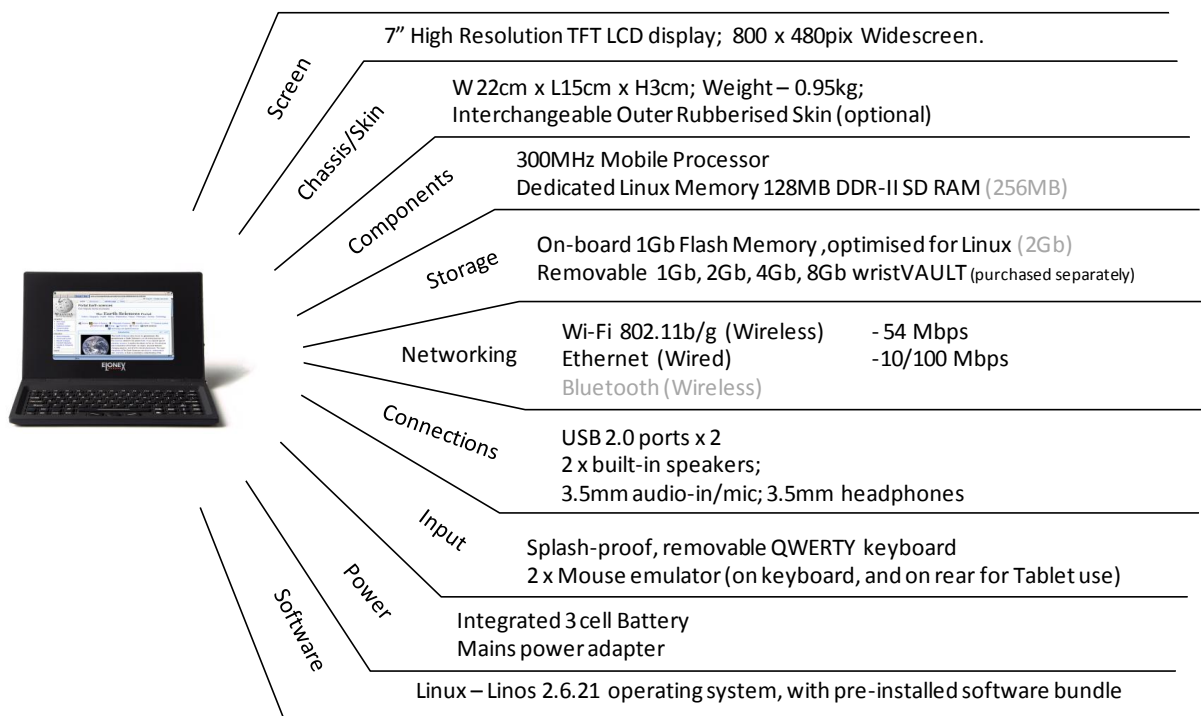 Screen
7” High Resolution TFT LCD display; 800 x 480pix Widescreen.
Chassis/Skin
W 22cm x L15cm x H3cm; Weight – 0.95kg;
Interchangeable Outer Rubberised Skin (optional)
Components
300MHz Mobile Processor
Dedicated Linux Memory 128MB DDR-II SD RAM (256MB)
Storage
On-board 1Gb Flash Memory ,optimised for Linux (2Gb)
Removable 1Gb, 2Gb, 4Gb, 8Gb wristVAULT (purchased separately)
Networking
Wi-Fi 802.11b/g (Wireless) - 54 Mbps
Ethernet (Wired) -10/100 Mbps
Bluetooth (Wireless)
Connections
USB 2.0 ports x 2
2 x built-in speakers;
3.5mm audio-in/mic; 3.5mm headphones
Input
Splash-proof, removable QWERTY keyboard
2 x Mouse emulator (on keyboard, and on rear for Tablet use)
Power
Integrated 3 cell Battery
Mains power adapter
Software
Linux – Linos 2.6.21 operating system, with pre-installed software bundle
The Earth Science Portal
ELONEX